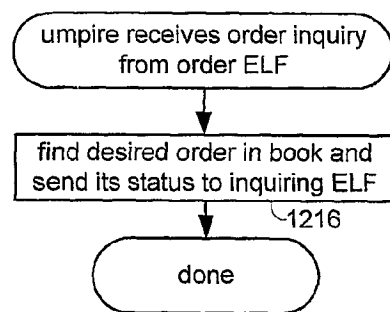 umpire receives order inquiry
from order ELF
find desired order in book and
send its status to inquiring ELF
1216
done